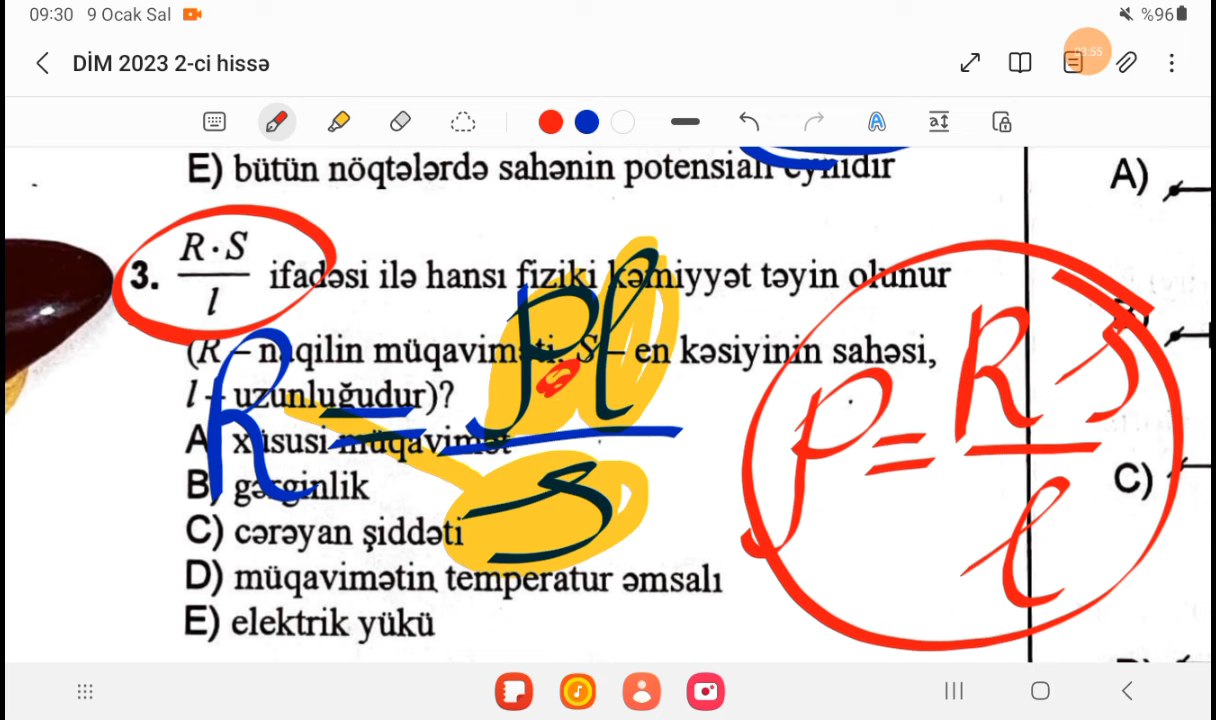 09:30 9 Ocak Sal %96
DİM 2023 2-ci hissə
03:55
E) bütün nöqtələrdə sahənin potensialı eynidir
A)
3. R·S / l ifadəsi ilə hansı fiziki kəmiyyət təyin olunur
(R – naqilin müqaviməti, S – en kəsiyinin sahəsi,
l – uzunluğudur)?
A) xüsusi müqavimət
B) gərginlik
C) cərəyan şiddəti
D) müqavimətin temperatur əmsalı
E) elektrik yükü
R = ρl / S
ρ = R S / l
C)